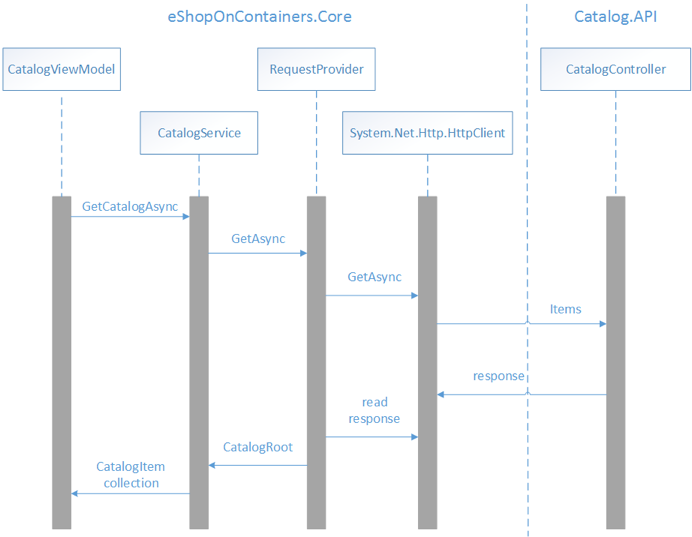 eShopOnContainers.Core
Catalog.API
CatalogViewModel
RequestProvider
CatalogController
CatalogService
System.Net.Http.HttpClient
GetCatalogAsync
GetAsync
GetAsync
Items
response
read
response
CatalogRoot
CatalogItem
collection